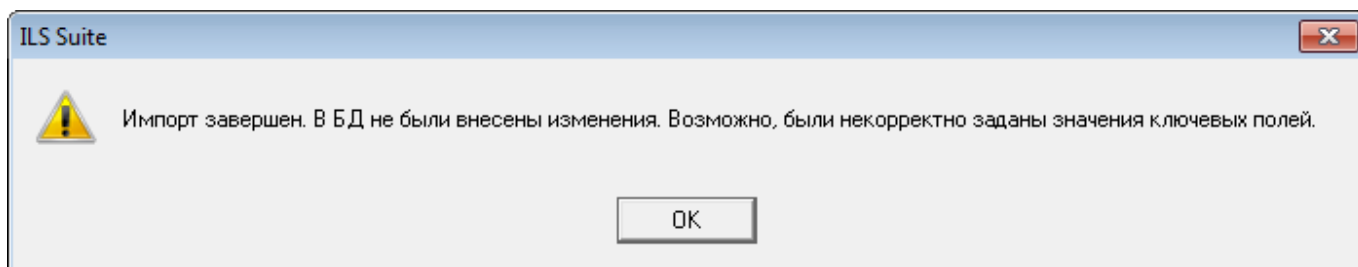 ILS Suite
Импорт завершен. В БД не были внесены изменения. Возможно, были некорректно заданы значения ключевых полей.
OK